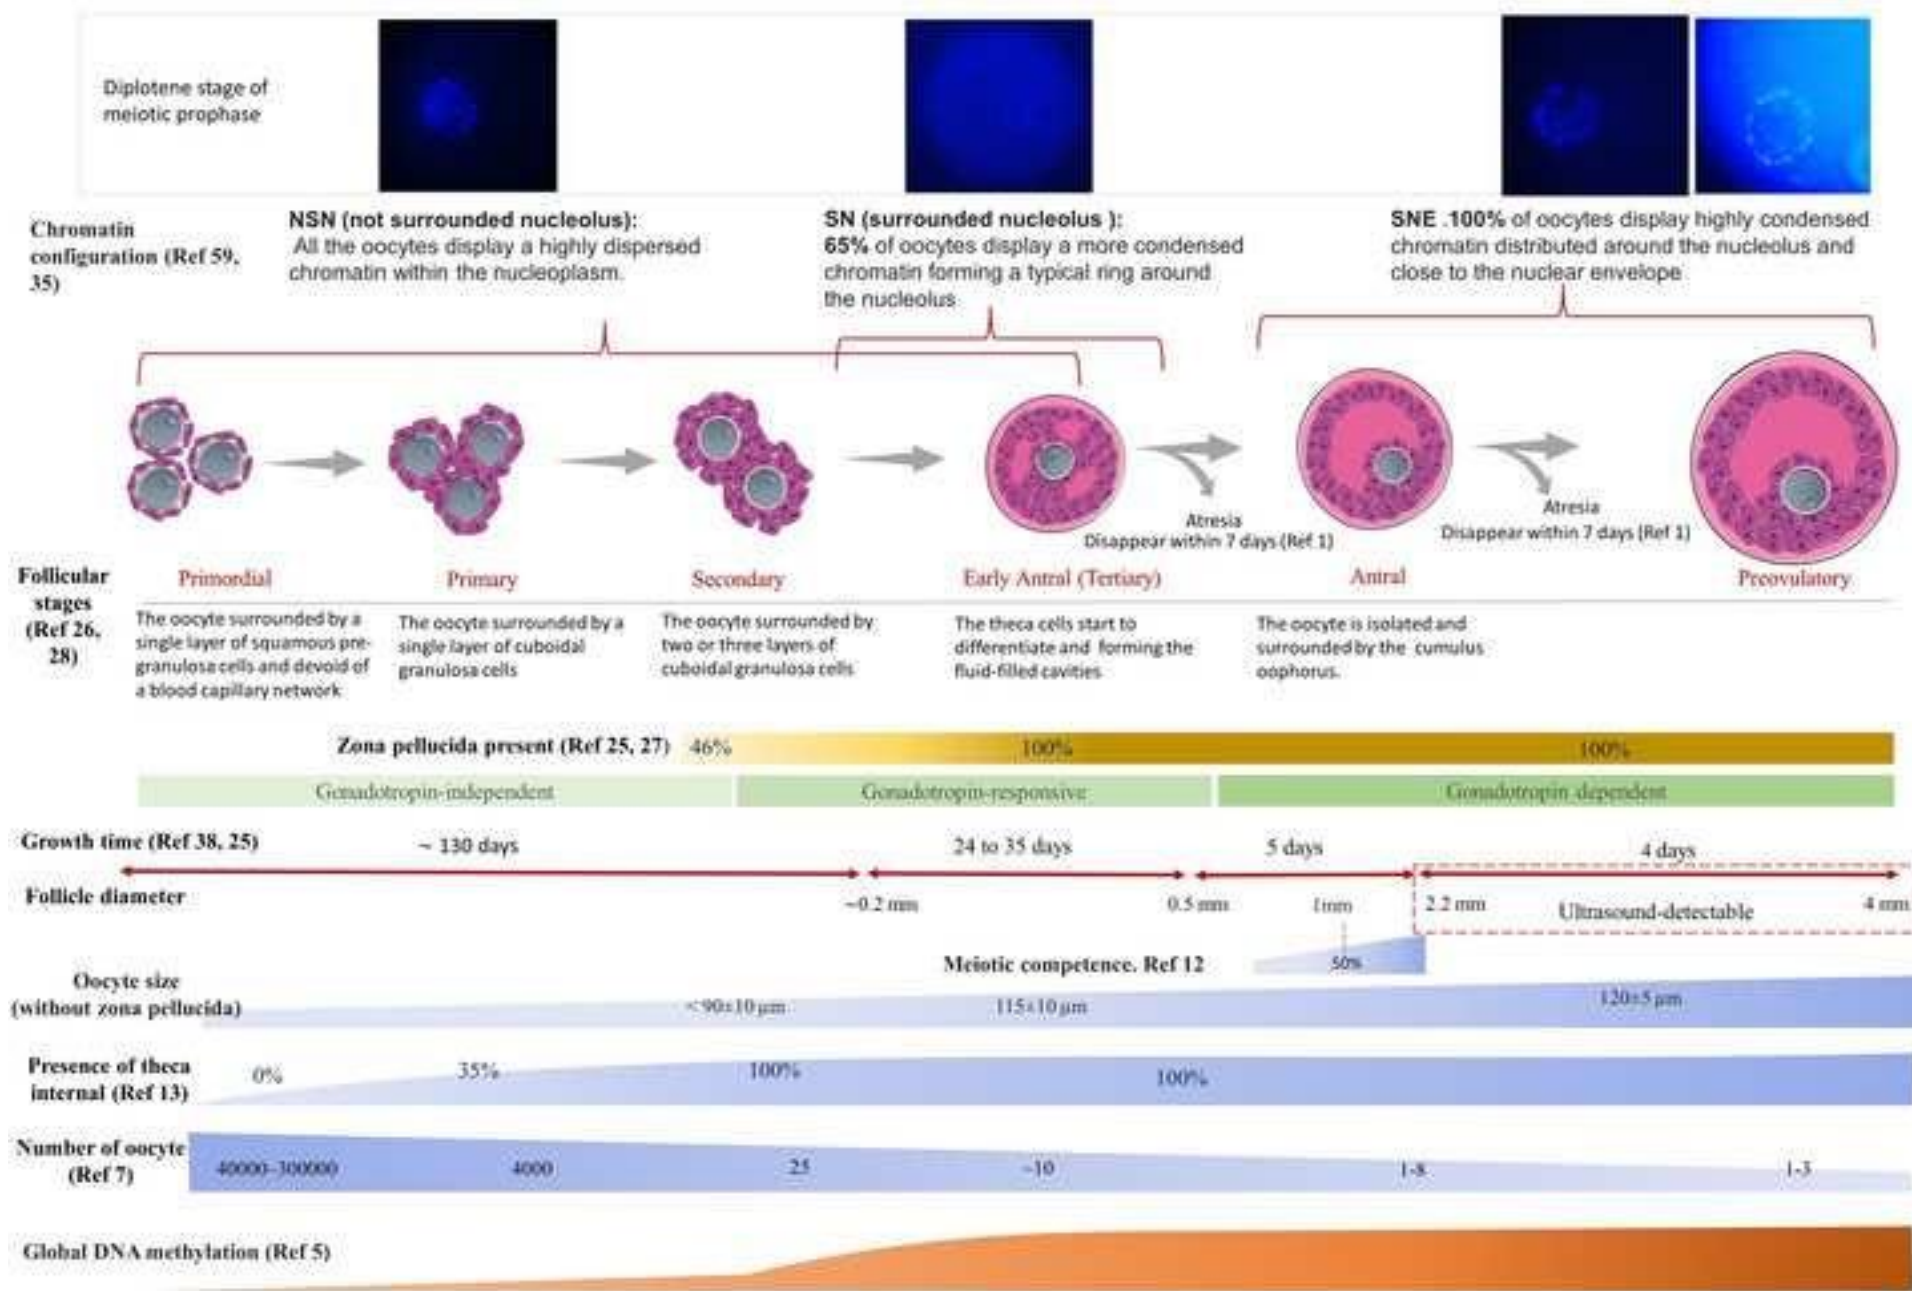 Diplotene stage of
meiotic prophase
Chromatin
configuration (Ref 59,
35)
NSN (not surrounded nucleolus):
All the oocytes display a highly dispersed
chromatin within the nucleoplasm.
SN (surrounded nucleolus ):
65% of oocytes display a more condensed
chromatin forming a typical ring around
the nucleolus
SNE .100% of oocytes display highly condensed
chromatin distributed around the nucleolus and
close to the nuclear envelope
Atresia
Disappear within 7 days (Ref 1)
Atresia
Disappear within 7 days (Ref 1)
Follicular
stages
(Ref 26,
28)
Primordial
Primary
Secondary
Early Antral (Tertiary)
Antral
Preovulatory
The oocyte surrounded by a
single layer of squamous pre-
granulosa cells and devoid of
a blood capillary network
The oocyte surrounded by a
single layer of cuboidal
granulosa cells
The oocyte surrounded by
two or three layers of
cuboidal granulosa cells
The theca cells start to
differentiate and forming the
fluid-filled cavities
The oocyte is isolated and
surrounded by the cumulus
oophorus.
Zona pellucida present (Ref 25, 27) 46% 100% 100%
Gonadotropin-independent Gonadotropin-responsive Gonadotropin dependent
Growth time (Ref 38, 25) ~ 130 days 24 to 35 days 5 days 4 days
Follicle diameter ~0.2 mm 0.5 mm 1mm 2.2 mm Ultrasound-detectable 4 mm
Meiotic competence. Ref 12 50%
Oocyte size
(without zona pellucida) <90±10 µm 115±10 µm 120±5 µm
Presence of theca
internal (Ref 13) 0% 35% 100% 100%
Number of oocyte
(Ref 7) 40000–300000 4000 25 ~10 1-8 1-3
Global DNA methylation (Ref 5)